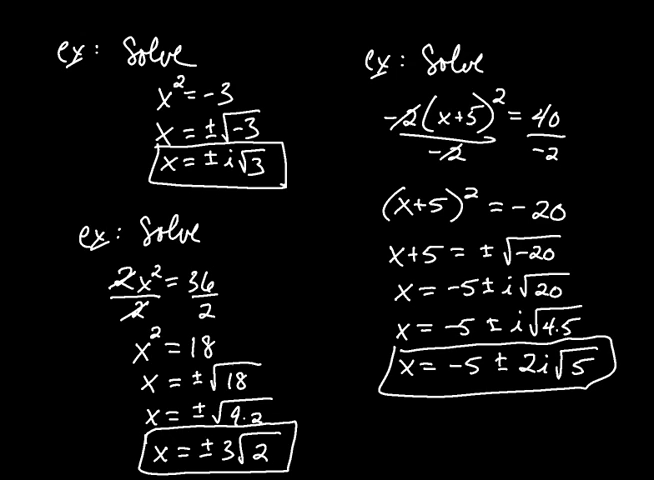 ex: Solve
x² = -3
x = ±√-3
x = ± i√3
ex: Solve
2x² = 36
2 2
x² = 18
x = ±√18
x = ±√9·2
x = ± 3√2
ex: Solve
-2(x+5)² = 40
-2 -2
(x+5)² = -20
x+5 = ± √-20
x = -5 ± i√20
x = -5 ± i√4·5
x = -5 ± 2i√5